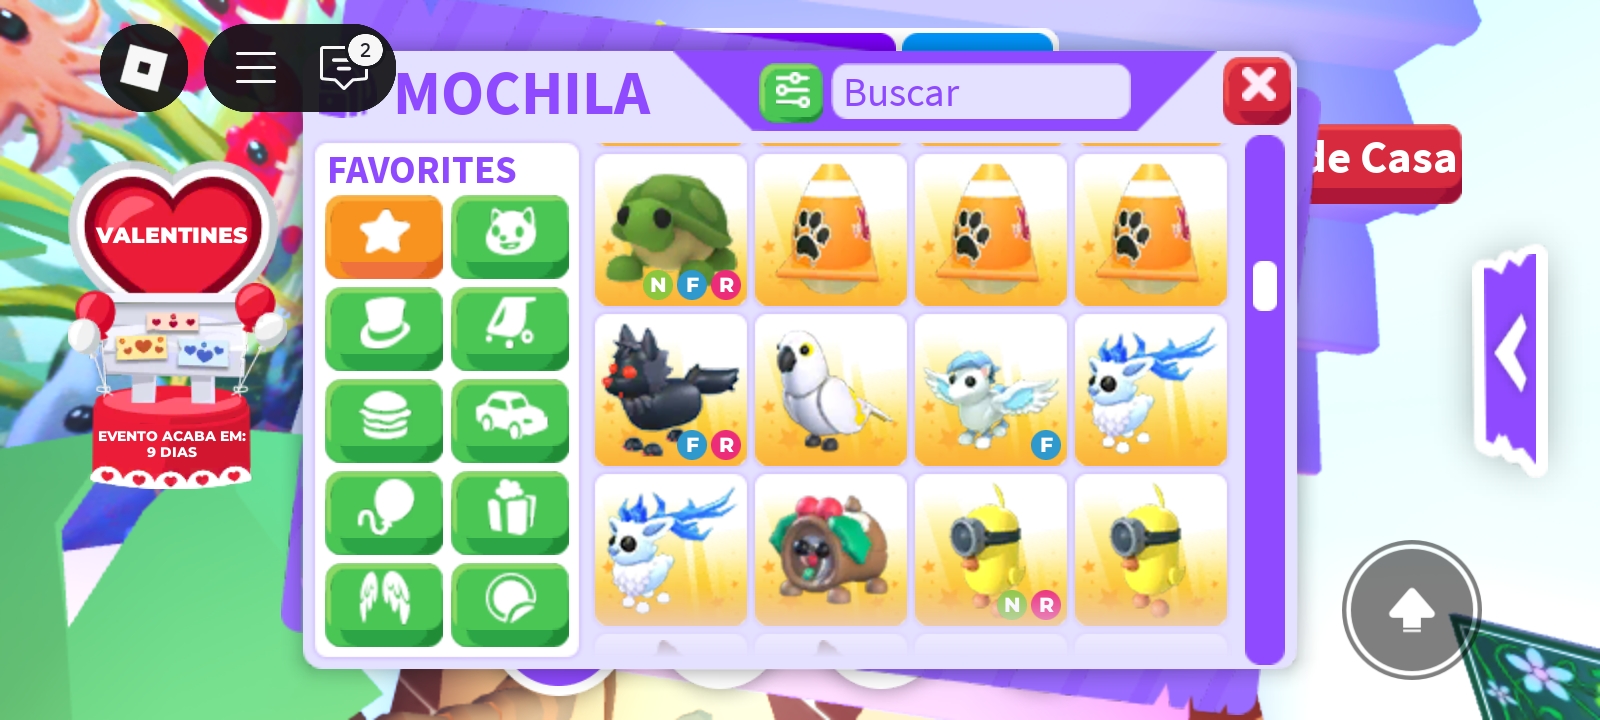 2
MOCHILA
Buscar
FAVORITES
de Casa
VALENTINES
EVENTO ACABA EM:
9 DIAS
N F R
F R
F
N R